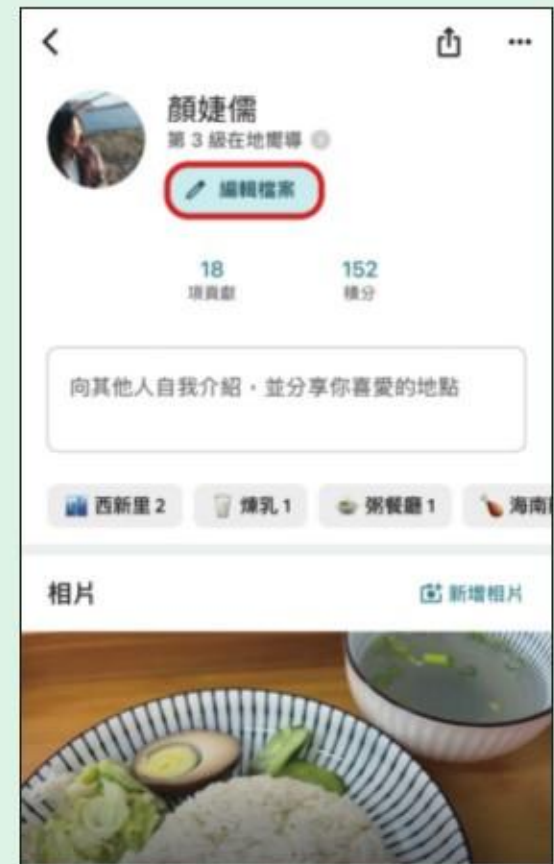 顏婕儒
第 3 級在地嚮導
編輯檔案
18
項貢獻
152
積分
向其他人自我介紹，並分享你喜愛的地點
西新里 2
煉乳 1
粥餐廳 1
海南
相片
新增相片